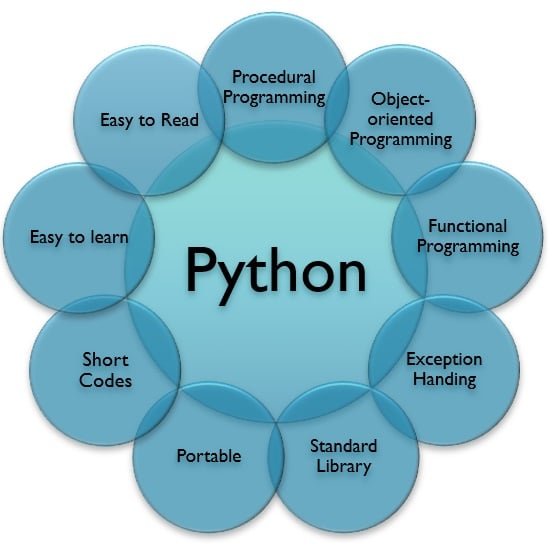 Procedural
Programming
Object-
oriented
Programming
Functional
Programming
Exception
Handing
Standard
Library
Portable
Short
Codes
Easy to learn
Easy to Read
Python